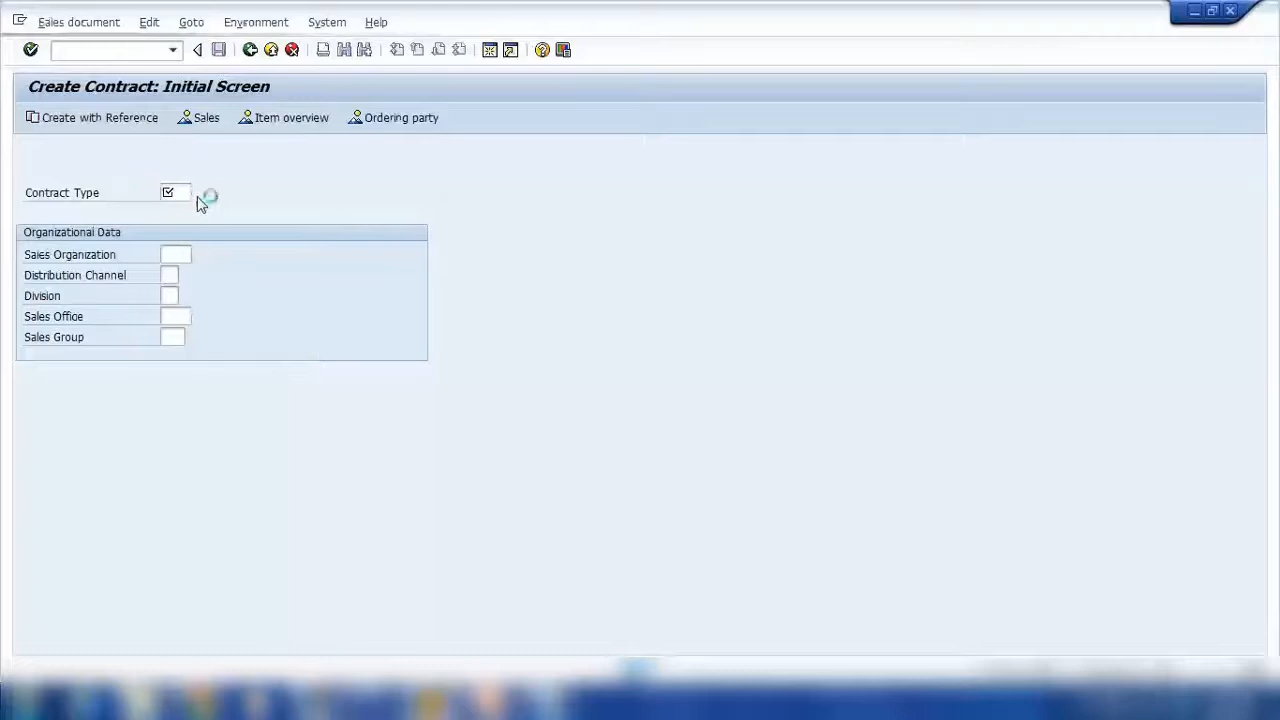 Eales document Edit Goto Environment System Help
Create Contract: Initial Screen
Create with Reference Sales Item overview Ordering party
Contract Type
Organizational Data
Sales Organization
Distribution Channel
Division
Sales Office
Sales Group